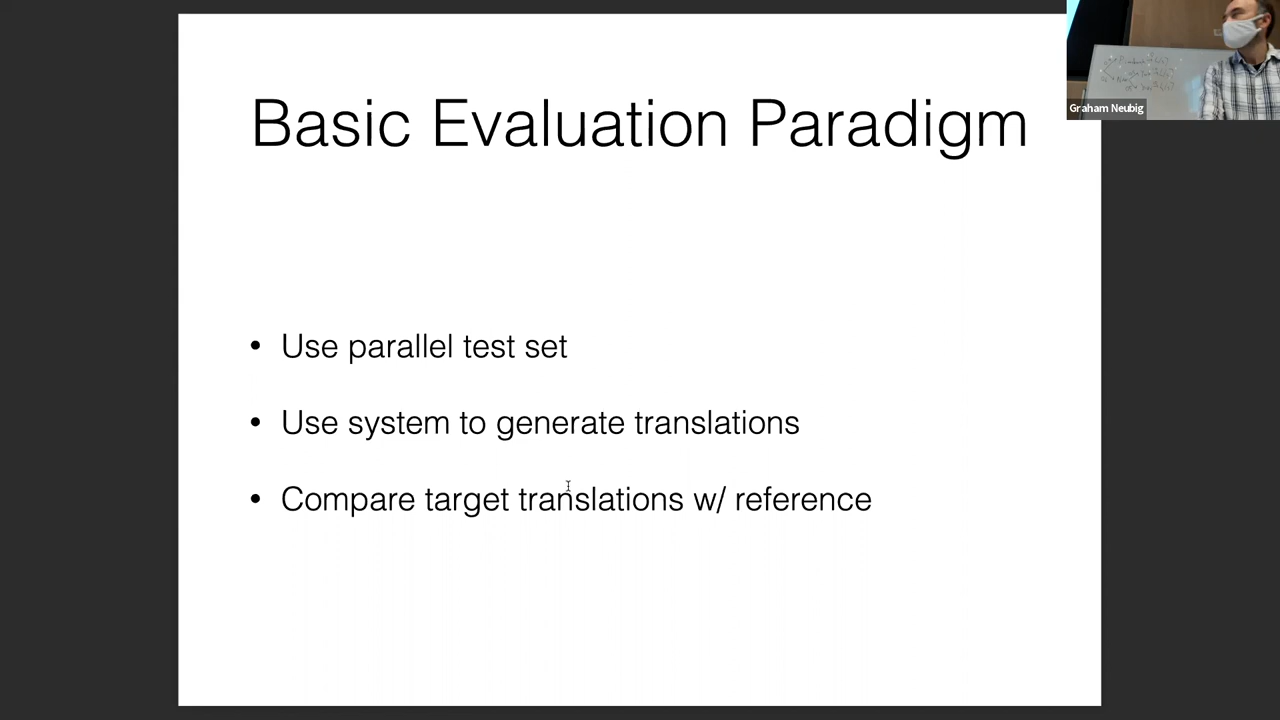 Basic Evaluation Paradigm
Graham Neubig
• Use parallel test set
• Use system to generate translations
• Compare target translations w/ reference